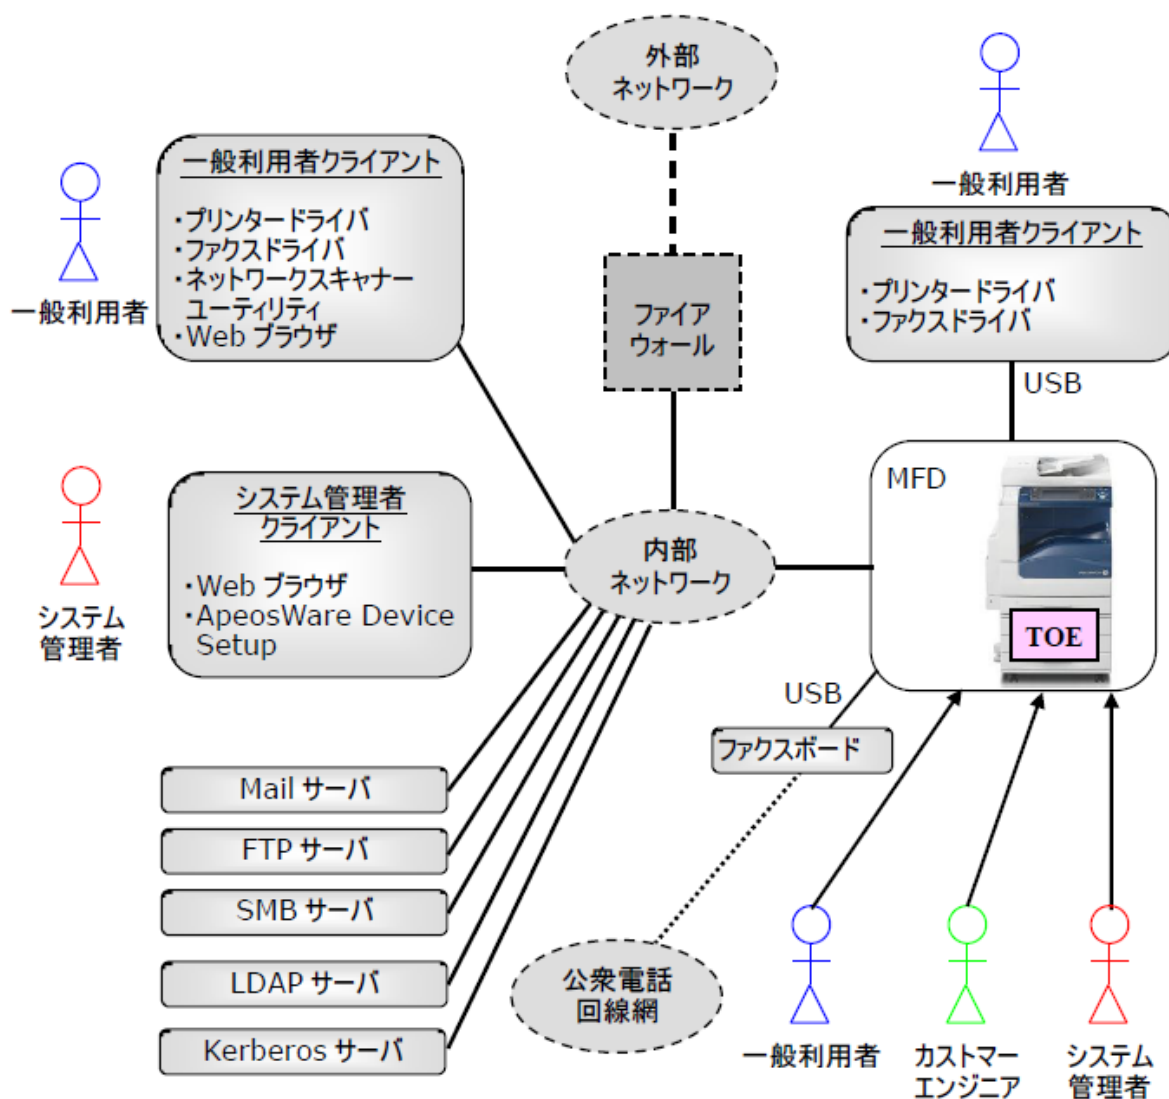 外部
ネットワーク
一般利用者
一般利用者クライアント
・プリンタードライバ
・ファクスドライバ
・ネットワークスキャナー
ユーティリティ
・Web ブラウザ
一般利用者
一般利用者クライアント
・プリンタードライバ
・ファクスドライバ
ファイア
ウォール
USB
MFD
TOE
システム管理者
クライアント
・Web ブラウザ
・ApeosWare Device
Setup
システム
管理者
内部
ネットワーク
USB
ファクスボード
Mail サーバ
FTP サーバ
SMB サーバ
LDAP サーバ
Kerberos サーバ
公衆電話
回線網
一般利用者
カストマー
エンジニア
システム
管理者